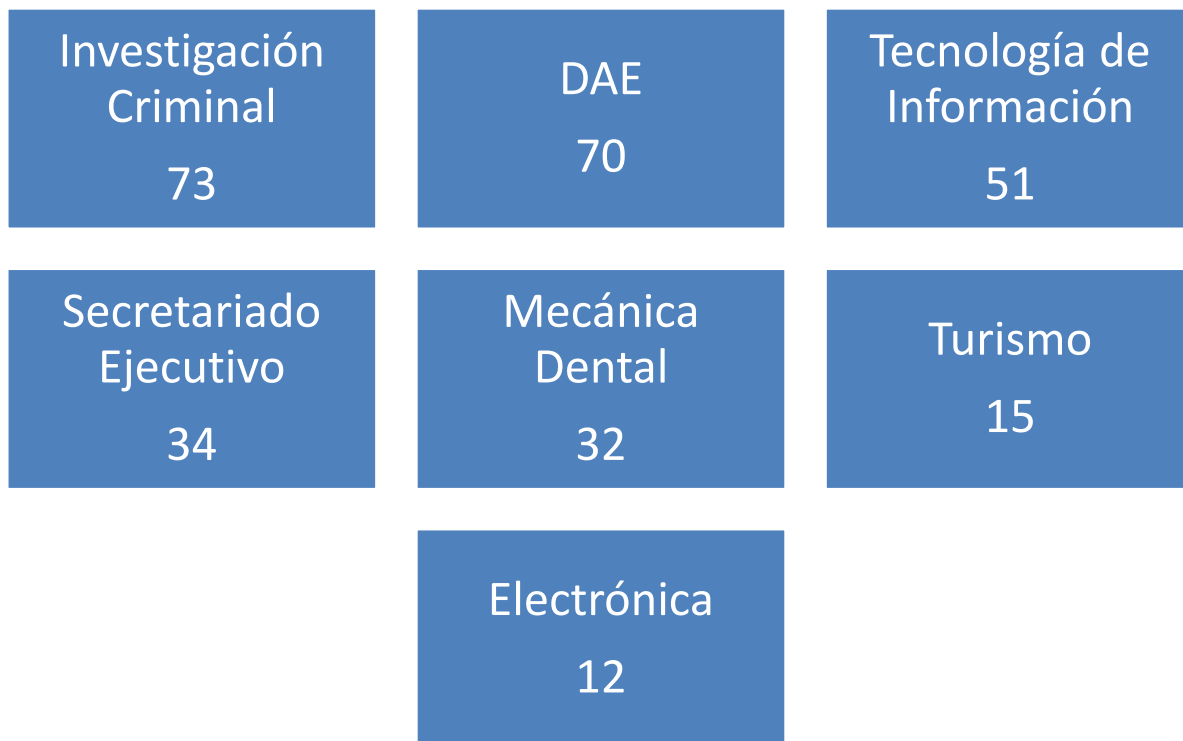 Investigación
Criminal
73
DAE
70
Tecnología de
Información
51
Secretariado
Ejecutivo
34
Mecánica
Dental
32
Turismo
15
Electrónica
12